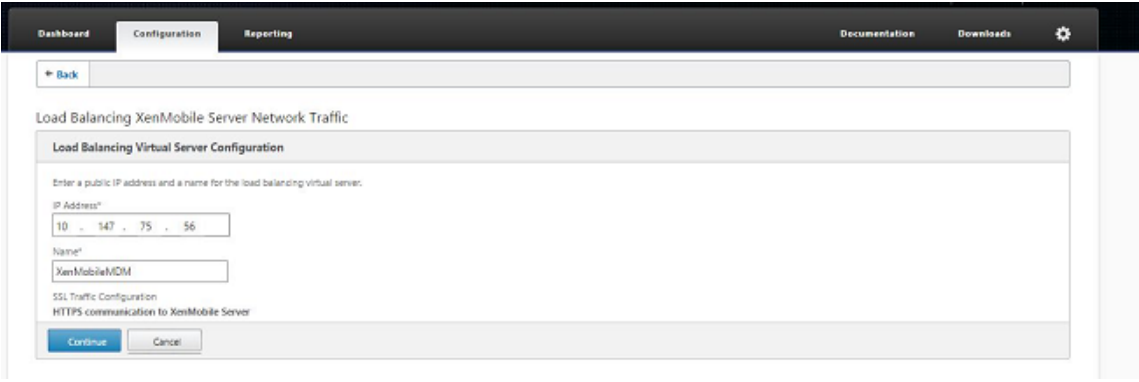 Dashboard Configuration Reporting Documentation Downloads
Back
Load Balancing XenMobile Server Network Traffic
Load Balancing Virtual Server Configuration
Enter a public IP address and a name for the load balancing virtual server.
IP Address*
10 . 147 . 75 . 56
Name*
XenMobileMDM
SSL Traffic Configuration
HTTPS communication to XenMobile Server
Continue Cancel